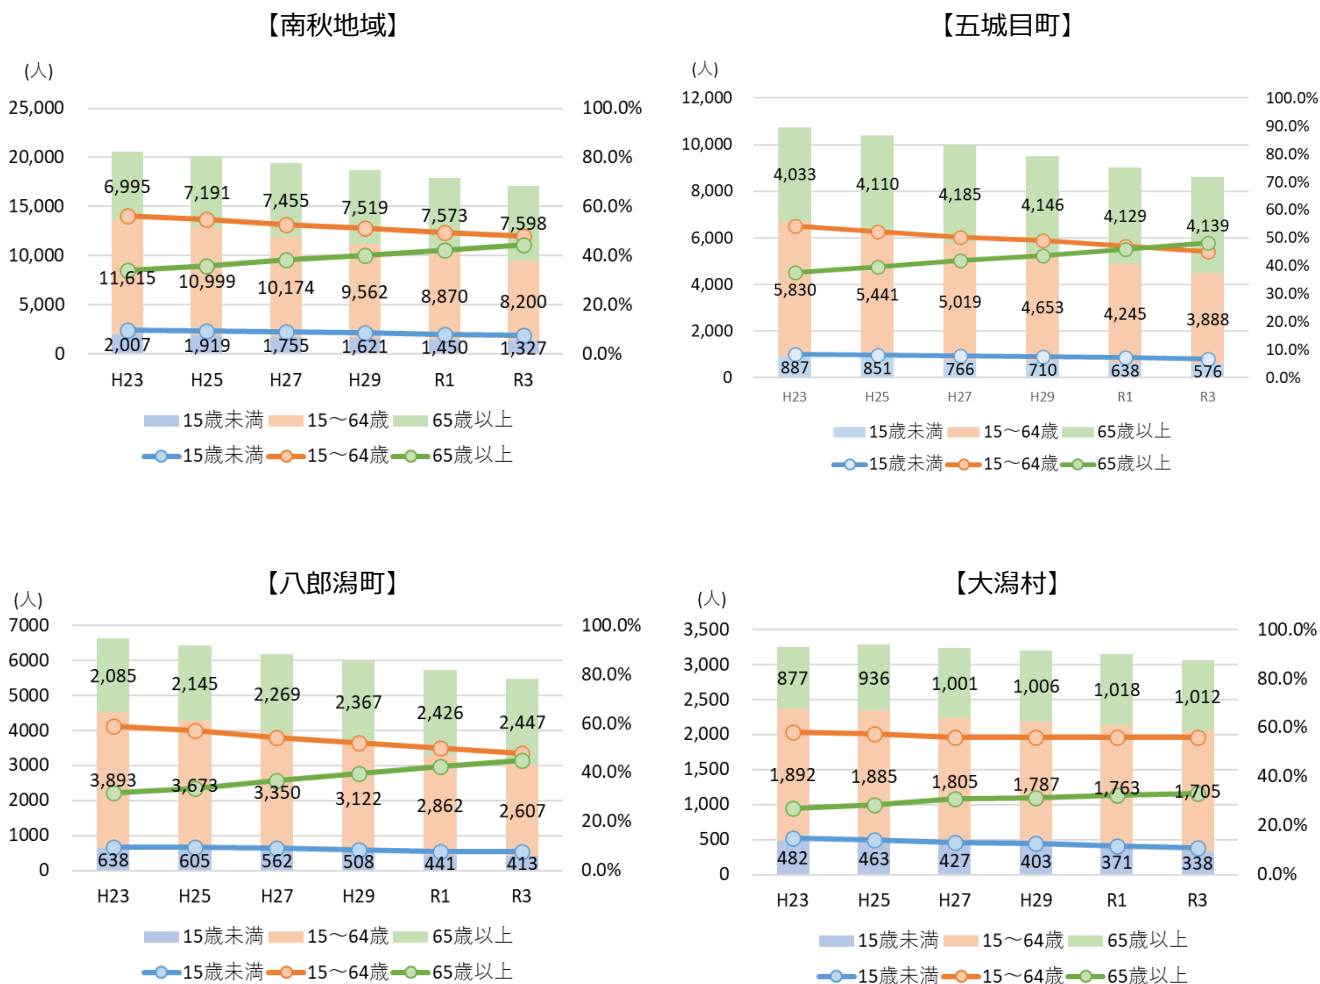 【南秋地域】
(人)
25,000
20,000
15,000
10,000
5,000
0
100.0%
80.0%
60.0%
40.0%
20.0%
0.0%
6,995 7,191 7,455 7,519 7,573 7,598
11,615 10,999 10,174 9,562 8,870 8,200
2,007 1,919 1,755 1,621 1,450 1,327
H23 H25 H27 H29 R1 R3
15歳未満 15～64歳 65歳以上
15歳未満 15～64歳 65歳以上
【五城目町】
(人)
12,000
10,000
8,000
6,000
4,000
2,000
0
100.0%
90.0%
80.0%
70.0%
60.0%
50.0%
40.0%
30.0%
20.0%
10.0%
0.0%
4,033 4,110 4,185 4,146 4,129 4,139
5,830 5,441 5,019 4,653 4,245 3,888
887 851 766 710 638 576
H23 H25 H27 H29 R1 R3
15歳未満 15～64歳 65歳以上
15歳未満 15～64歳 65歳以上
【八郎潟町】
(人)
7000
6000
5000
4000
3000
2000
1000
0
100.0%
80.0%
60.0%
40.0%
20.0%
0.0%
2,085 2,145 2,269 2,367 2,426 2,447
3,893 3,673 3,350 3,122 2,862 2,607
638 605 562 508 441 413
H23 H25 H27 H29 R1 R3
15歳未満 15～64歳 65歳以上
15歳未満 15～64歳 65歳以上
【大潟村】
(人)
3,500
3,000
2,500
2,000
1,500
1,000
500
0
100.0%
80.0%
60.0%
40.0%
20.0%
0.0%
877 936 1,001 1,006 1,018 1,012
1,892 1,885 1,805 1,787 1,763 1,705
482 463 427 403 371 338
H23 H25 H27 H29 R1 R3
15歳未満 15～64歳 65歳以上
15歳未満 15～64歳 65歳以上